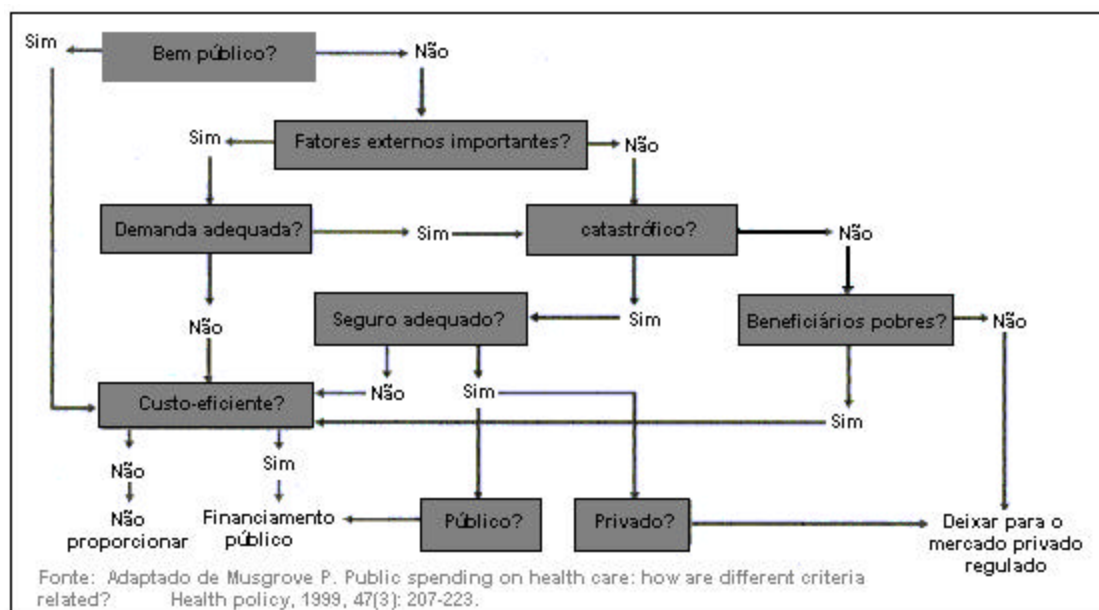 Sim
Bem público?
Não
Sim
Fatores externos importantes?
Não
Demanda adequada?
Sim
catastrófico?
Não
Não
Seguro adequado?
Sim
Beneficiários pobres?
Não
Custo-eficiente?
Não
Sim
Sim
Não
Sim
Não
proporcionar
Financiamento
público
Público?
Privado?
Deixar para o
mercado privado
regulado
Fonte: Adaptado de Musgrove P. Public spending on health care: how are different criteria
related? Health policy, 1999, 47(3): 207-223.